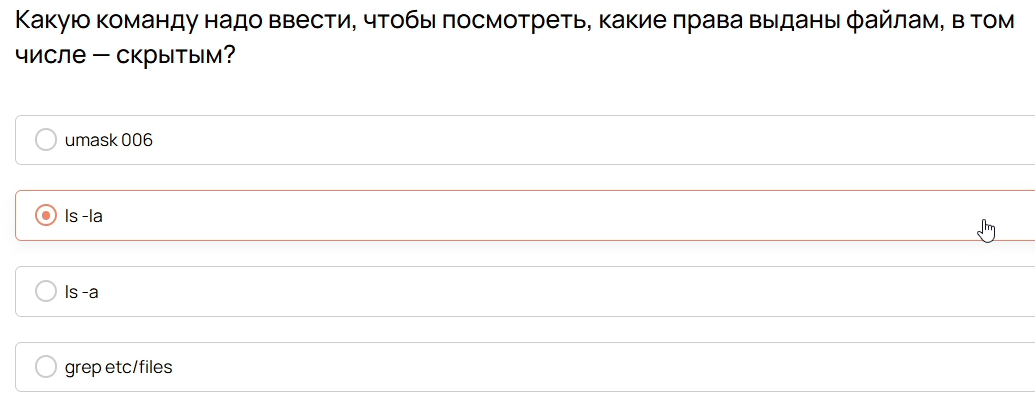 Какую команду надо ввести, чтобы посмотреть, какие права выданы файлам, в том
числе — скрытым?
umask 006
ls -la
ls -a
grep etc/files